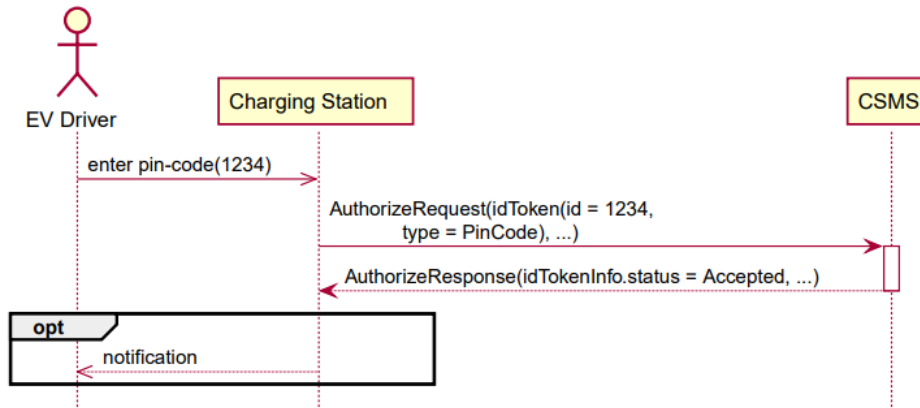 EV Driver
Charging Station
CSMS
enter pin-code(1234)
AuthorizeRequest(idToken(id = 1234,
type = PinCode), ...)
AuthorizeResponse(idTokenInfo.status = Accepted, ...)
opt
notification